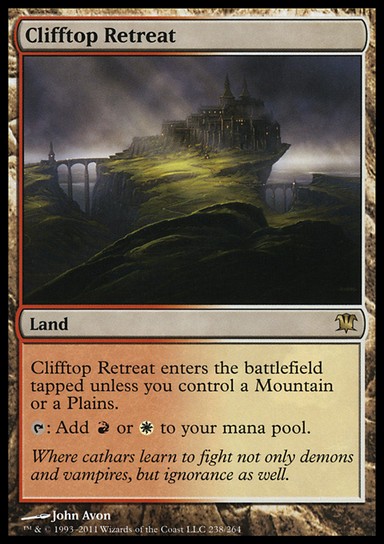 Clifftop Retreat
Land
Clifftop Retreat enters the battlefield
tapped unless you control a Mountain
or a Plains.
: Add or to your mana pool.
Where cathars learn to fight not only demons
and vampires, but ignorance as well.
John Avon
™ & © 1993–2011 Wizards of the Coast LLC 238/264